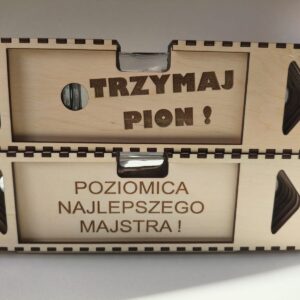 TRZYMAJ
PION !
POZIOMICA
NAJLEPSZEGO
MAJSTRA !